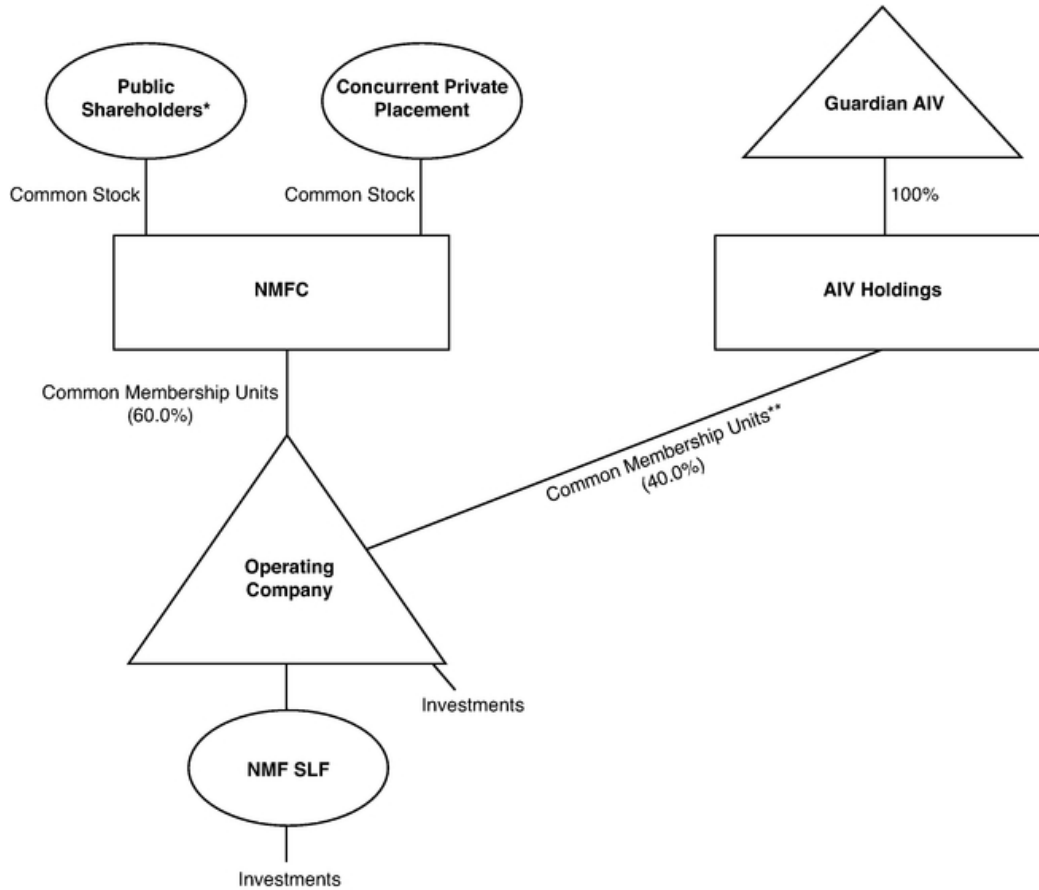 Public
Shareholders*
Concurrent Private
Placement
Guardian AIV
Common Stock
Common Stock
100%
NMFC
AIV Holdings
Common Membership Units
(60.0%)
Common Membership Units**
(40.0%)
Operating
Company
Investments
NMF SLF
Investments